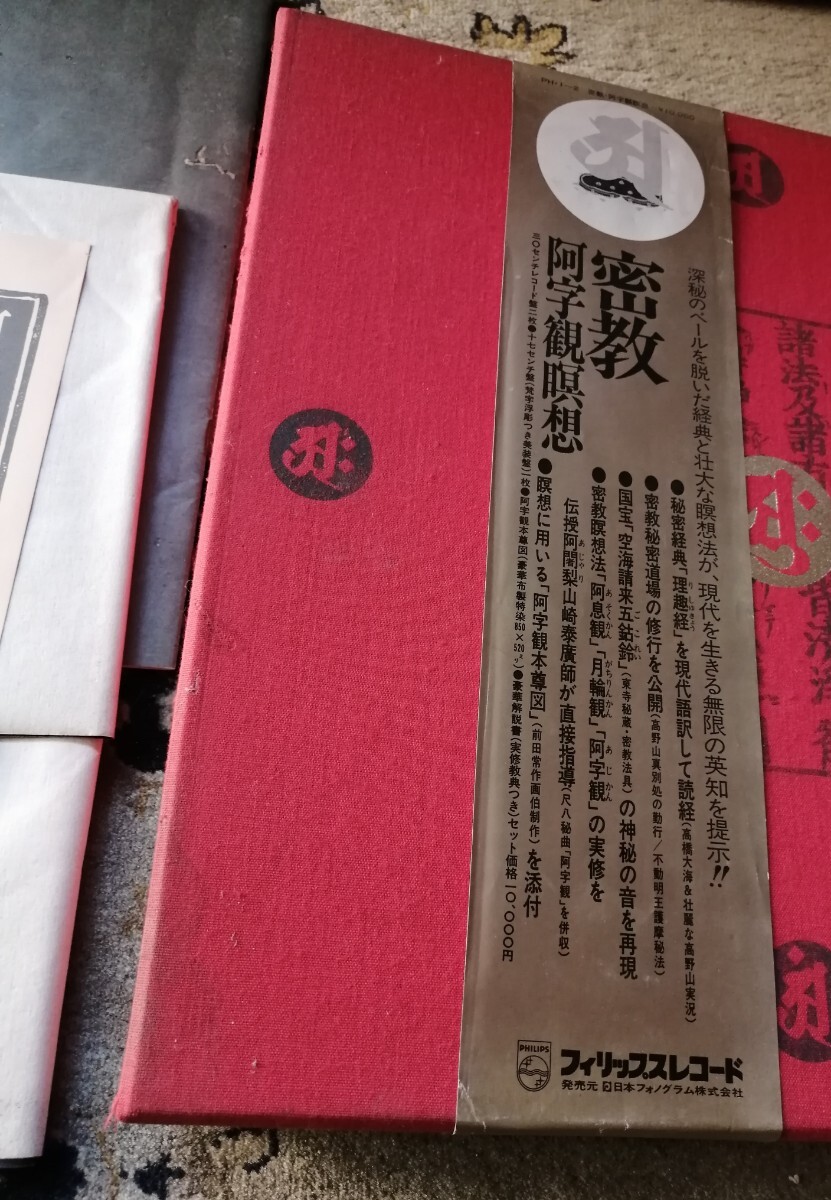 密教
阿字観瞑想
深秘のベールを脱いだ経典と壮大な瞑想法が、現代を生きる無限の英知を提示!!
●秘密経典「理趣経」を現代語訳して読経(高橋大海&壮麗な高野山実況)
●密教秘密道場の修行を公開(高野山真別処の勤行/不動明王護摩秘法)
●国宝「空海請来五鈷鈴」(東寺秘蔵・密教法具)の神秘の音を再現
●密教瞑想法「阿息観」「月輪観」「阿字観」の実修を
伝授阿闍梨山崎泰廣師が直接指導(尺八秘曲「阿字観」を併収)
●瞑想に用いる「阿字観本尊図」(前田常作画伯制作)を添付
三〇センチレコード盤二枚●十七センチ盤(梵字浮彫つき美装盤)一枚●阿字観本尊図(豪華布製特染850×520㍉)●豪華解説書(実修教典つき)セット価格一〇、〇〇〇円
PHILIPS
フィリップスレコード
発売元 日本フォノグラム株式会社
諸法及諸